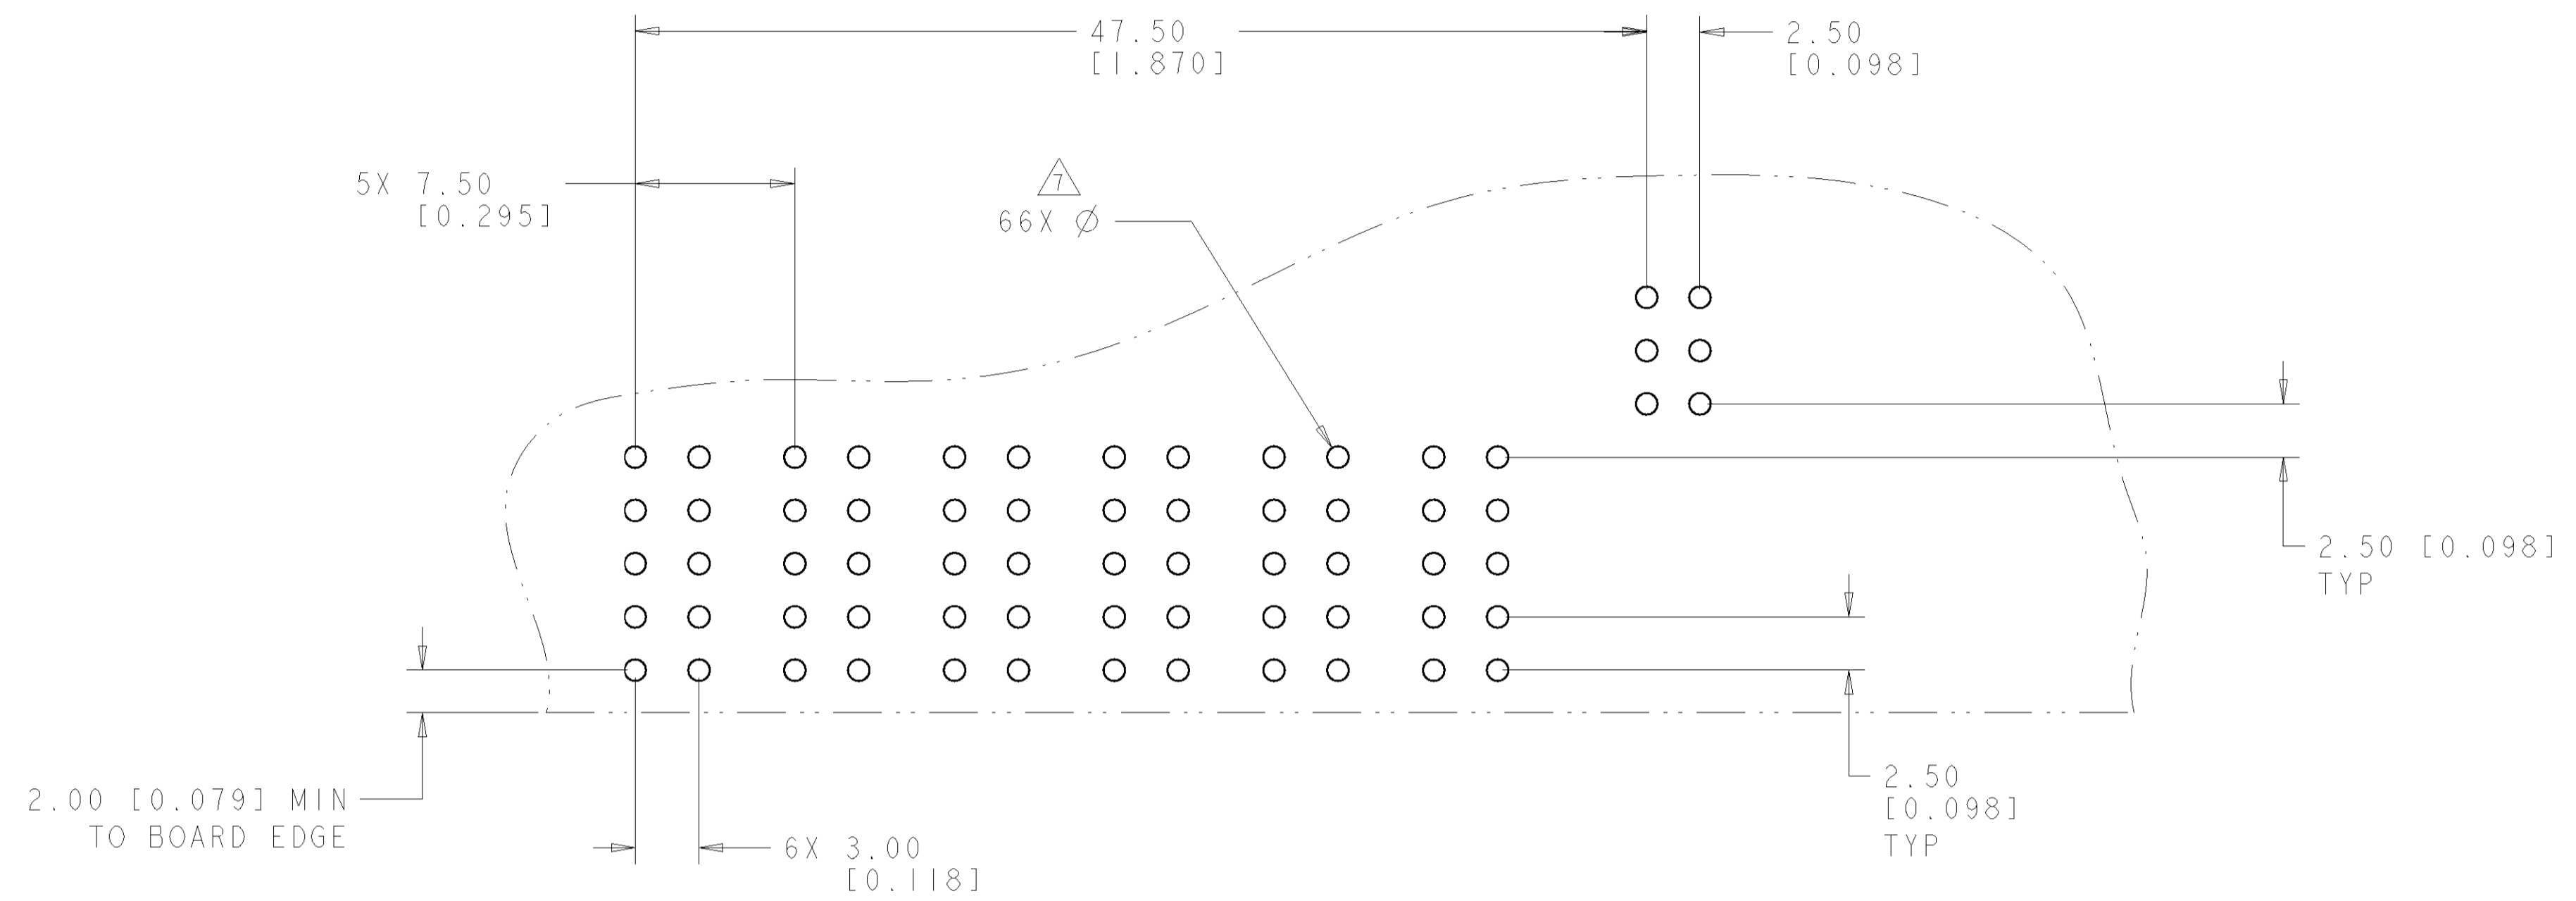 47.50
[1.870]
2.50
[0.098]
5X 7.50
[0.295]
7
66X Ø
2.50 [0.098]
TYP
2.50
[0.098]
TYP
2.00 [0.079] MIN
TO BOARD EDGE
6X 3.00
[0.118]